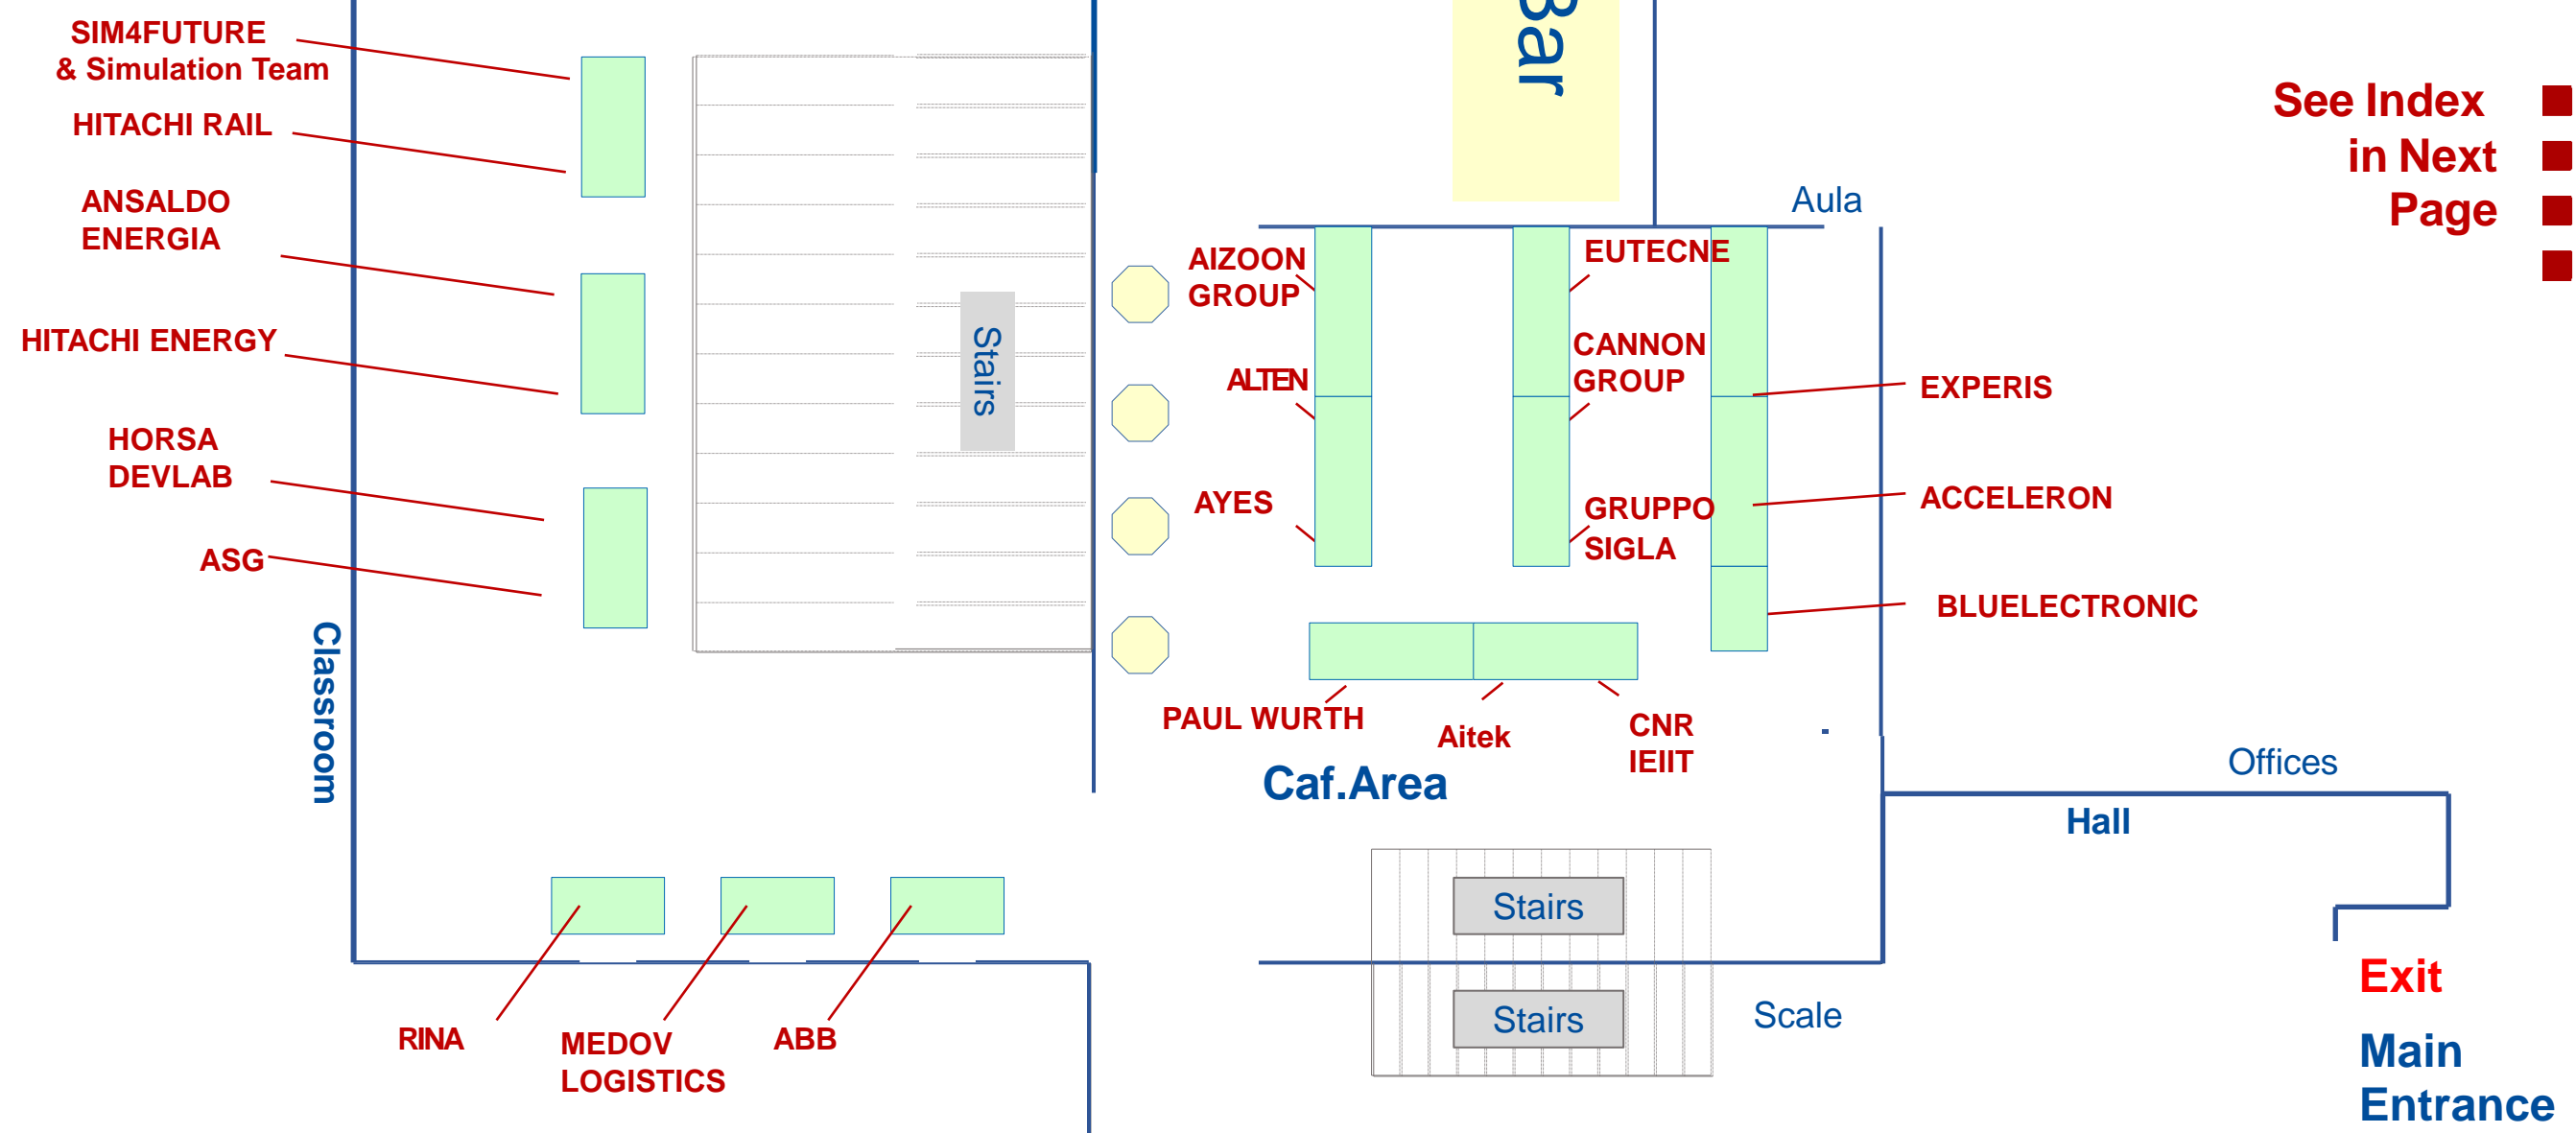 SIM4FUTURE
& Simulation Team
HITACHI RAIL
ANSALDO
ENERGIA
HITACHI ENERGY
HORSA
DEVLAB
ASG
Classroom
Stairs
Bar
Aula
See Index
in Next
Page
AIZOON
GROUP
ALTEN
AYES
EUTECNE
CANNON
GROUP
GRUPPO
SIGLA
EXPERIS
ACCELERON
BLUELECTRONIC
PAUL WURTH
Aitek
CNR
IEIIT
Caf.Area
Offices
Hall
Stairs
Stairs
Scale
RINA
MEDOV
LOGISTICS
ABB
Exit
Main
Entrance